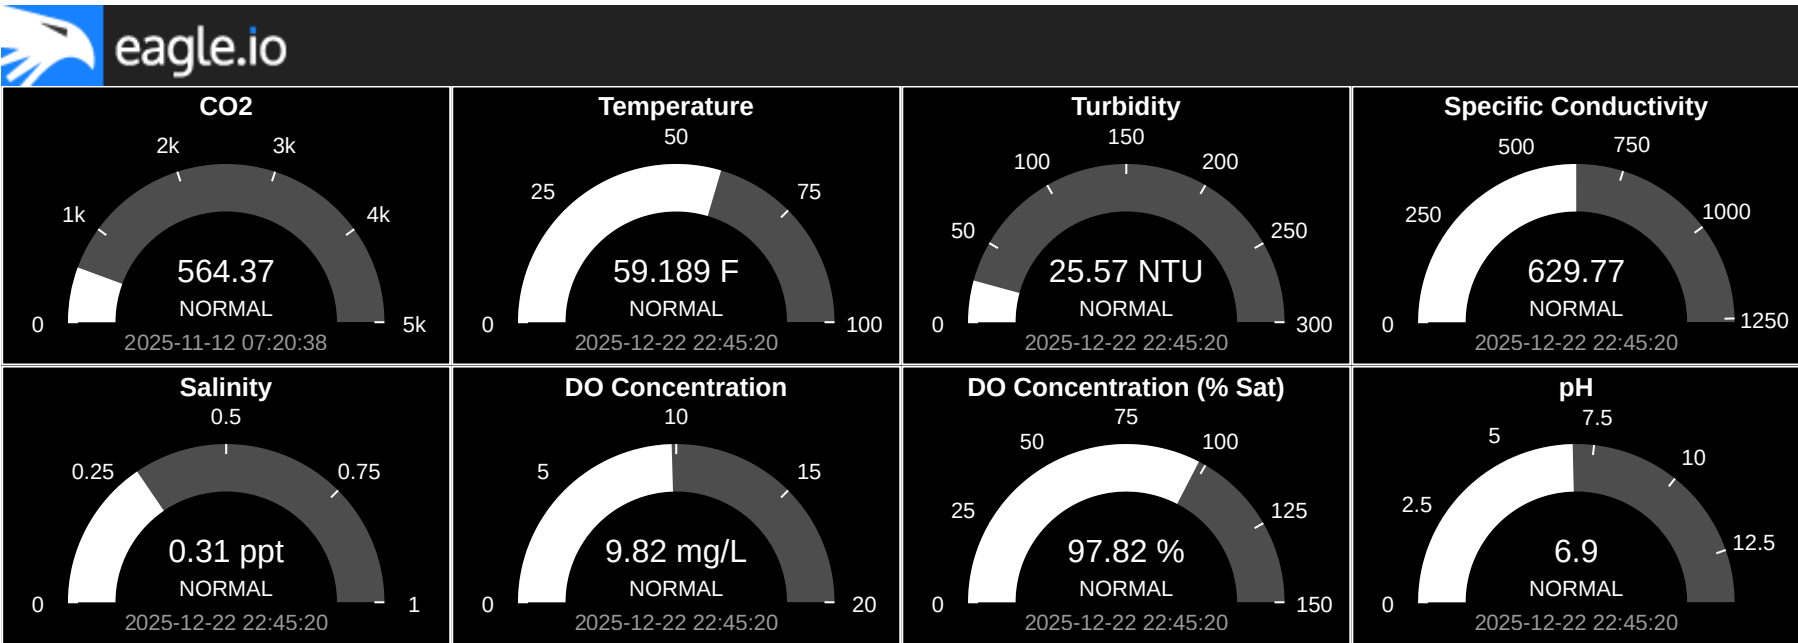 eagle.io
CO2
0
1k
2k
3k
4k
5k
564.37
NORMAL
2025-11-12 07:20:38
Temperature
0
25
50
75
100
59.189 F
NORMAL
2025-12-22 22:45:20
Turbidity
0
50
100
150
200
250
300
25.57 NTU
NORMAL
2025-12-22 22:45:20
Specific Conductivity
0
250
500
750
1000
1250
629.77
NORMAL
2025-12-22 22:45:20
Salinity
0
0.25
0.5
0.75
1
0.31 ppt
NORMAL
2025-12-22 22:45:20
DO Concentration
0
5
10
15
20
9.82 mg/L
NORMAL
2025-12-22 22:45:20
DO Concentration (% Sat)
0
25
50
75
100
125
150
97.82 %
NORMAL
2025-12-22 22:45:20
pH
0
2.5
5
7.5
10
12.5
6.9
NORMAL
2025-12-22 22:45:20